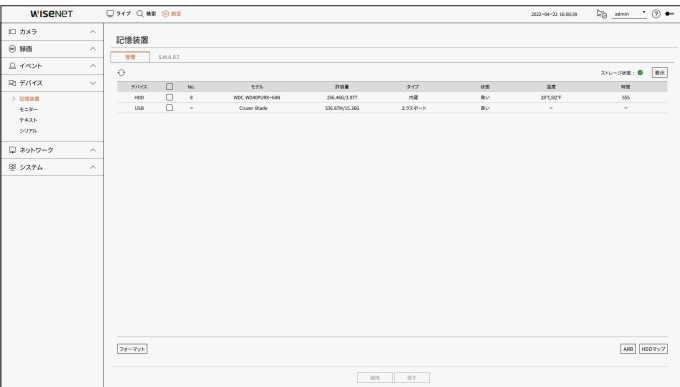 WISENET
ライブ 検索 設定
2022-04-22 16:08:39 admin
カメラ
録画
イベント
デバイス
記憶装置
モニター
テキスト
シリアル
ネットワーク
システム
記憶装置
管理 S.M.A.R.T
ストレージ状態 : 表示
デバイス No. モデル 許容量 タイプ 状態 温度 時間
HDD 8 WDC WD40PURX-64N 256.46G/3.97T 内蔵 良い 28℃/82℉ 555
USB - Cruzer Blade 536.87M/15.36G エクスポート 良い - -
フォーマット ARB HDDマップ
適用 戻す